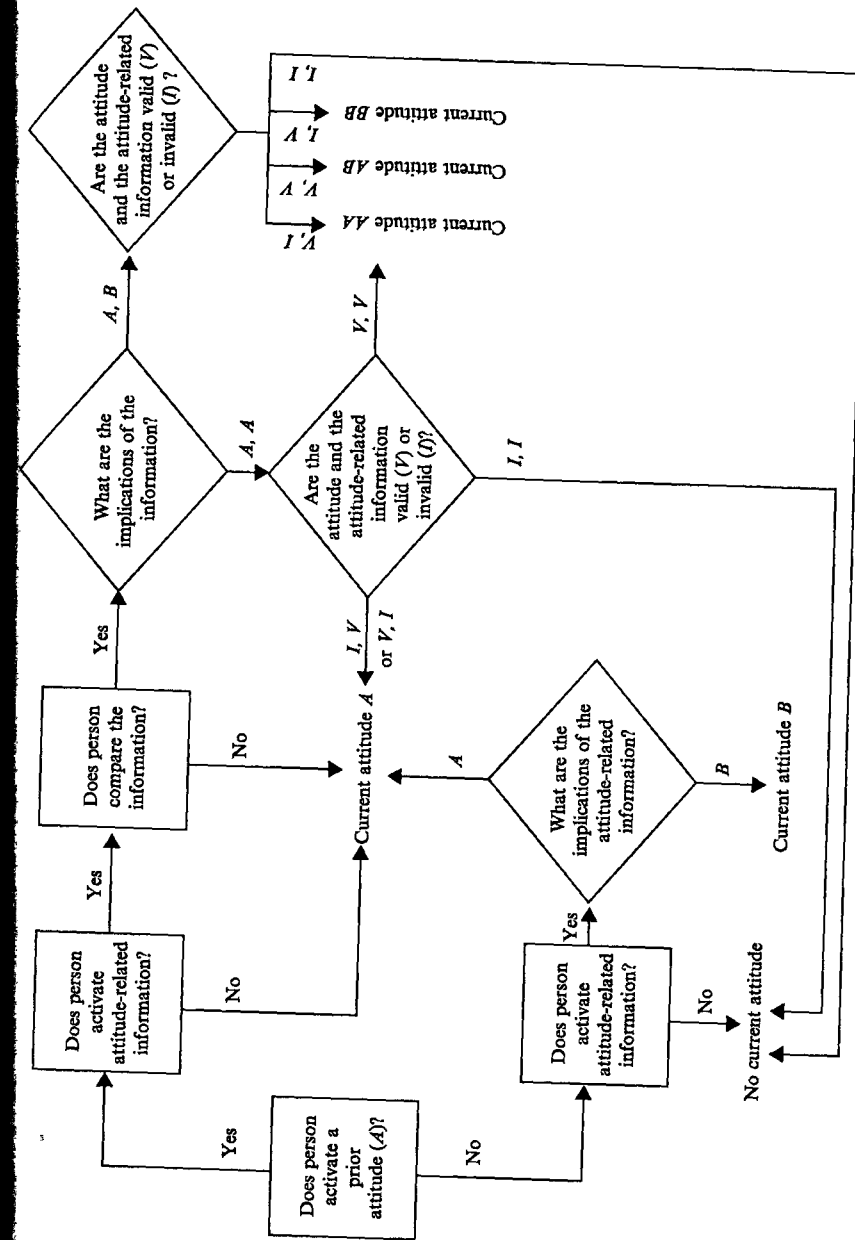 Does person
activate a
prior
attitude (A)?
Yes
No
Does person
activate
attitude-related
information?
Yes
No
Does person
compare the
information?
Yes
No
What are the
implications of the
information?
A, B
A, A
Are the attitude
and the attitude-related
information valid (V)
or invalid (I) ?
V, I
Current attitude AA
V, V
Current attitude AB
I, V
Current attitude BB
I, I
Are the
attitude and the
attitude-related
information
valid (V) or
invalid (I)?
V, V
I, V
or V, I
I, I
Current attitude A
Does person
activate
attitude-related
information?
Yes
No
What are the
implications of the
attitude-related
information?
A
B
Current attitude B
No current attitude